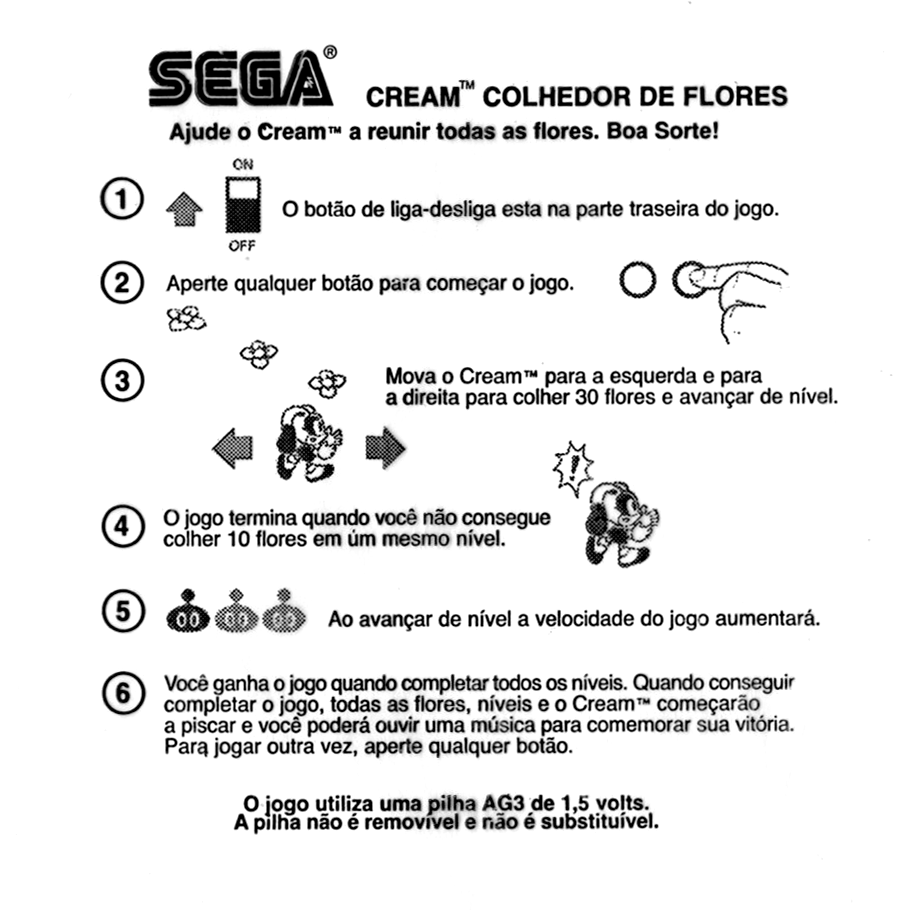 SEGA®
CREAM™ COLHEDOR DE FLORES
Ajude o Cream™ a reunir todas as flores. Boa Sorte!
ON
1
O botão de liga-desliga esta na parte traseira do jogo.
OFF
2
Aperte qualquer botão para começar o jogo.
3
Mova o Cream™ para a esquerda e para
a direita para colher 30 flores e avançar de nível.
!
4
O jogo termina quando você não consegue
colher 10 flores em úm mesmo nível.
5
00 00 00
Ao avançar de nível a velocidade do jogo aumentará.
6
Você ganha o jogo quando completar todos os níveis. Quando conseguir
completar o jogo, todas as flores, níveis e o Cream™ começarão
a piscar e você poderá ouvir uma música para comemorar sua vitória.
Para jogar outra vez, aperte qualquer botão.
O jogo utiliza uma pilha AG3 de 1,5 volts.
A pilha não é removível e não é substituível.